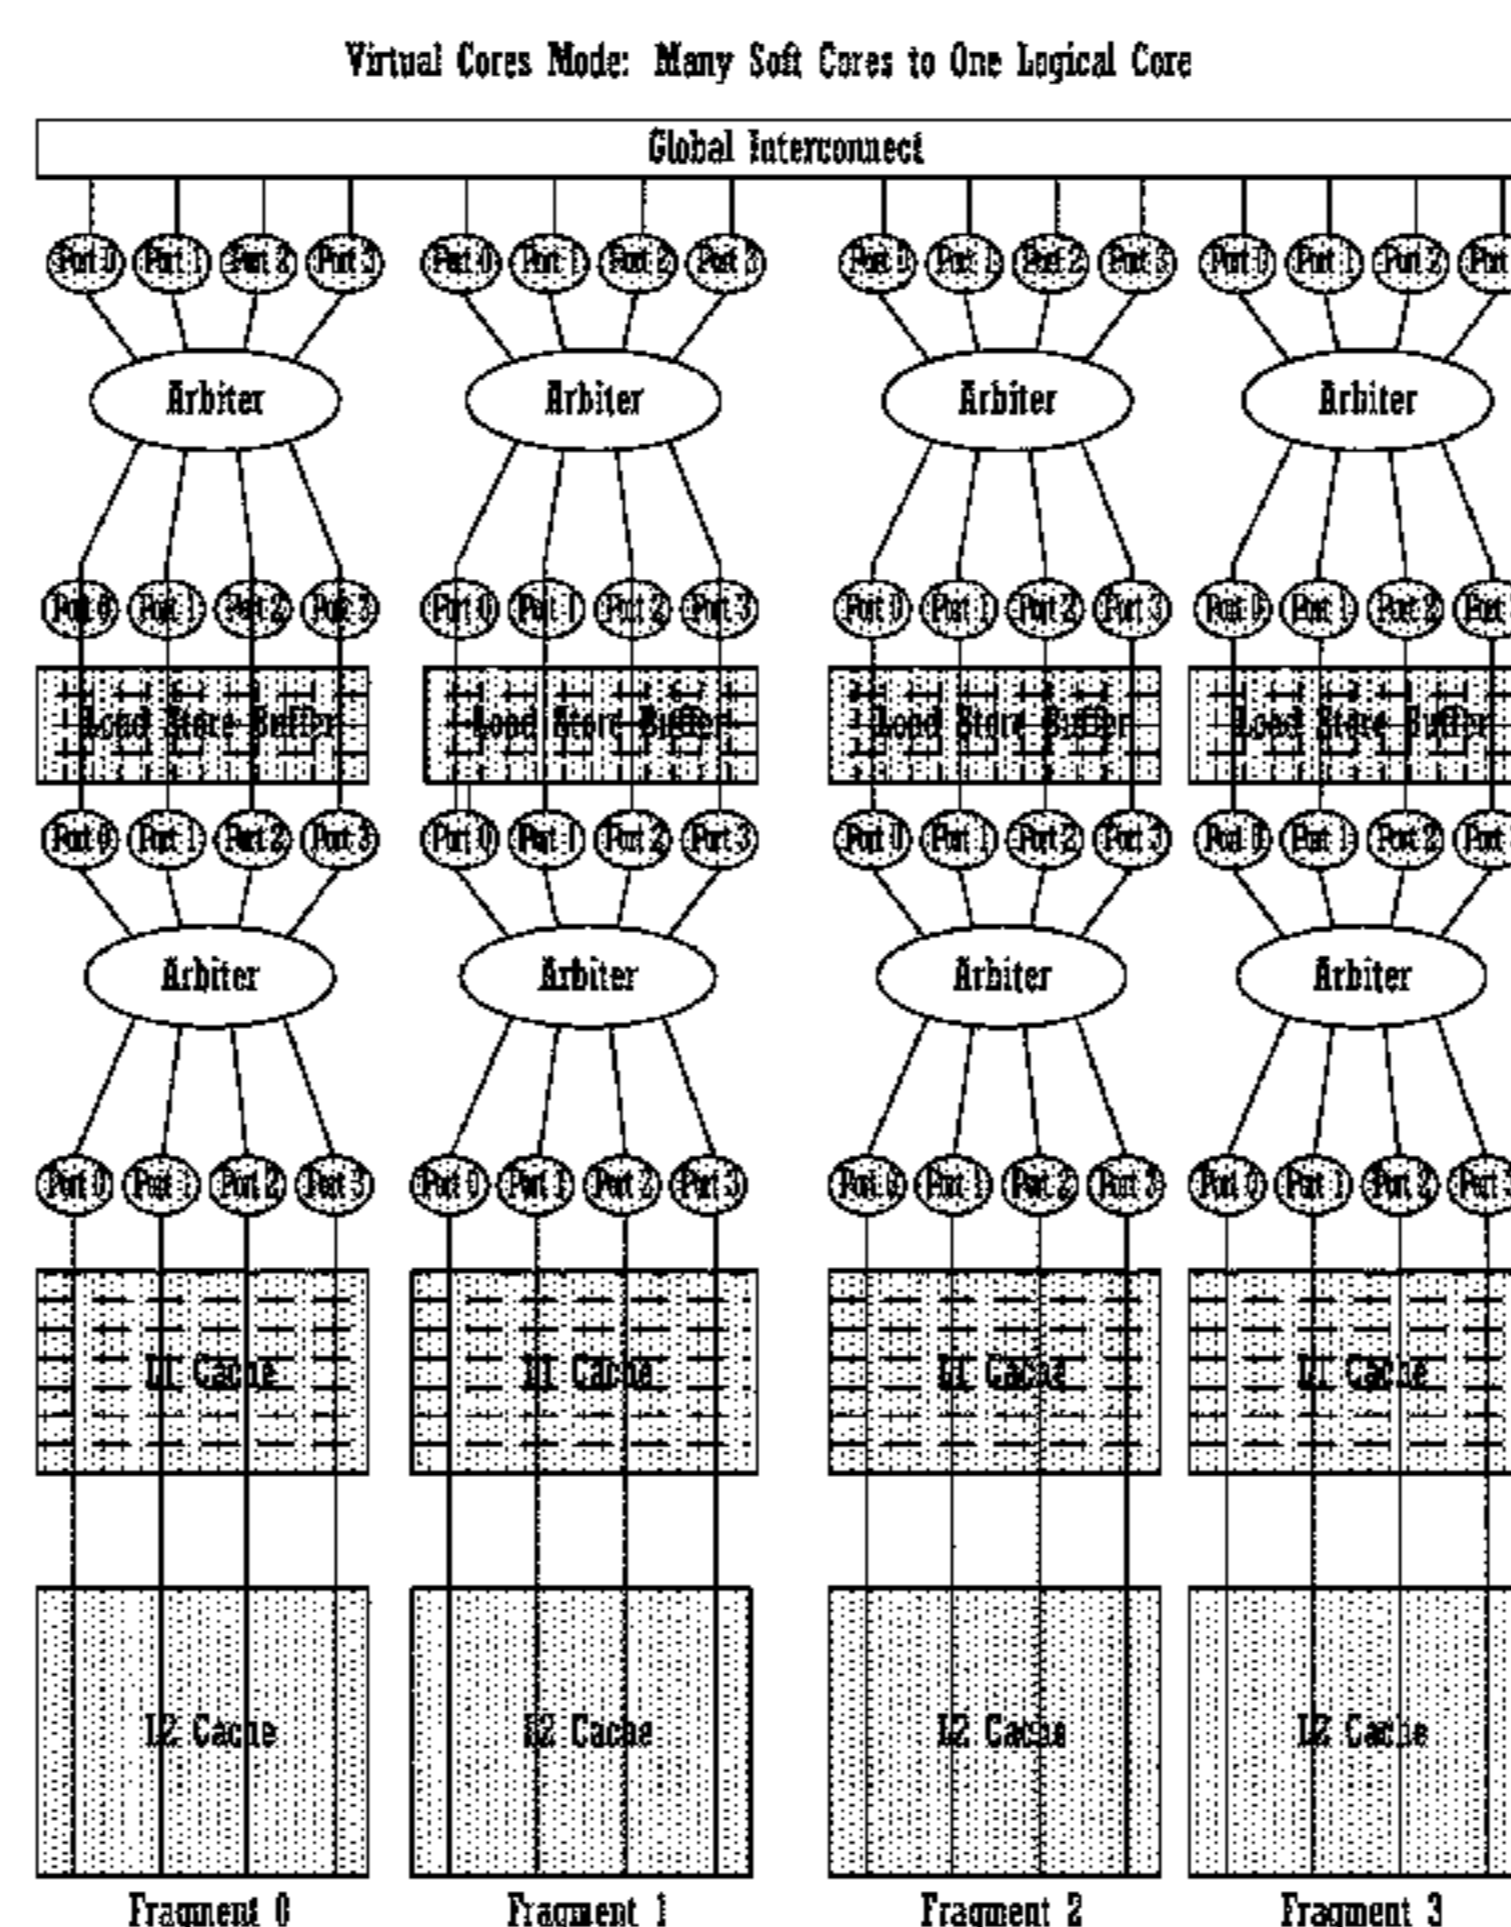 Virtual Cores Mode: Many Soft Cores to One Logical Core
Global Interconnect
Port 0 Port 1 Port 2 Port 3 Port 0 Port 1 Port 2 Port 3 Port 0 Port 1 Port 2 Port 3 Port 0 Port 1 Port 2 Port
Arbiter Arbiter Arbiter Arbiter
Port 0 Port 1 Port 2 Port 3 Port 0 Port 1 Port 2 Port 3 Port 0 Port 1 Port 2 Port 3 Port 0 Port 1 Port 2 Port
Load Store Buffer Load Store Buffer Load Store Buffer Load Store Buffer
Port 0 Port 1 Port 2 Port 3 Port 0 Port 1 Port 2 Port 3 Port 0 Port 1 Port 2 Port 3 Port 0 Port 1 Port 2 Port
Arbiter Arbiter Arbiter Arbiter
Port 0 Port 1 Port 2 Port 3 Port 0 Port 1 Port 2 Port 3 Port 0 Port 1 Port 2 Port 3 Port 0 Port 1 Port 2 Port 3
L1 Cache L1 Cache L1 Cache L1 Cache
L2 Cache L2 Cache L2 Cache L2 Cache
Fragment 0 Fragment 1 Fragment 2 Fragment 3